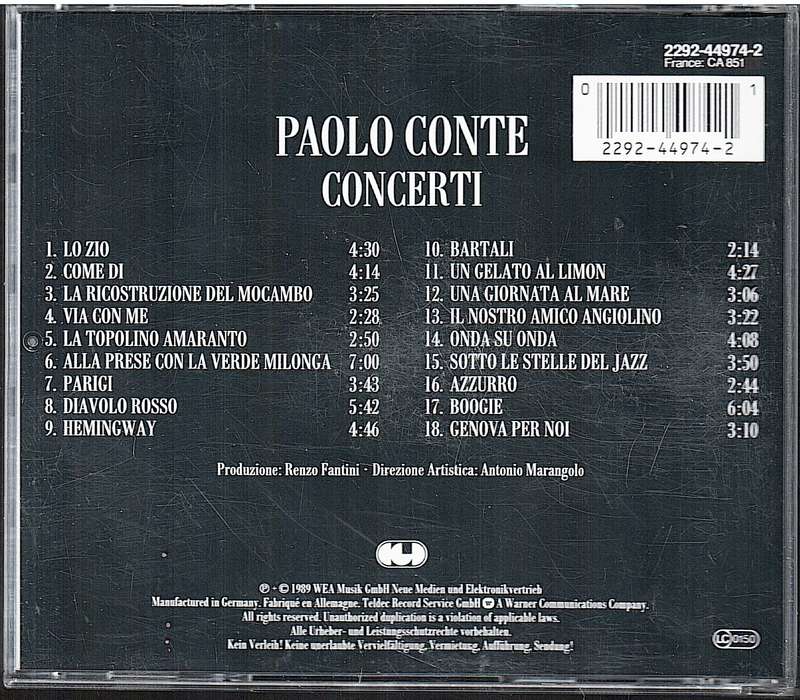 2292-44974-2
France: CA 851
0 1
2292-44974-2
PAOLO CONTE
CONCERTI
1. LO ZIO 4:30
2. COME DI 4:14
3. LA RICOSTRUZIONE DEL MOCAMBO 3:25
4. VIA CON ME 2:28
5. LA TOPOLINO AMARANTO 2:50
6. ALLA PRESE CON LA VERDE MILONGA 7:00
7. PARIGI 3:43
8. DIAVOLO ROSSO 5:42
9. HEMINGWAY 4:46
10. BARTALI 2:14
11. UN GELATO AL LIMON 4:27
12. UNA GIORNATA AL MARE 3:06
13. IL NOSTRO AMICO ANGIOLINO 3:22
14. ONDA SU ONDA 4:08
15. SOTTO LE STELLE DEL JAZZ 3:50
16. AZZURRO 2:44
17. BOOGIE 6:04
18. GENOVA PER NOI 3:10
Produzione: Renzo Fantini - Direzione Artistica: Antonio Marangolo
CGD
℗ - © 1989 WEA Musik GmbH Neue Medien und Elektronikvertrieb
Manufactured in Germany. Fabriqué en Allemagne. Teldec Record Service GmbH A Warner Communications Company.
All rights reserved. Unauthorized duplication is a violation of applicable laws.
Alle Urheber- und Leistungsschutzrechte vorbehalten.
Kein Verleih! Keine unerlaubte Vervielfältigung, Vermietung, Aufführung, Sendung!
LC 0150